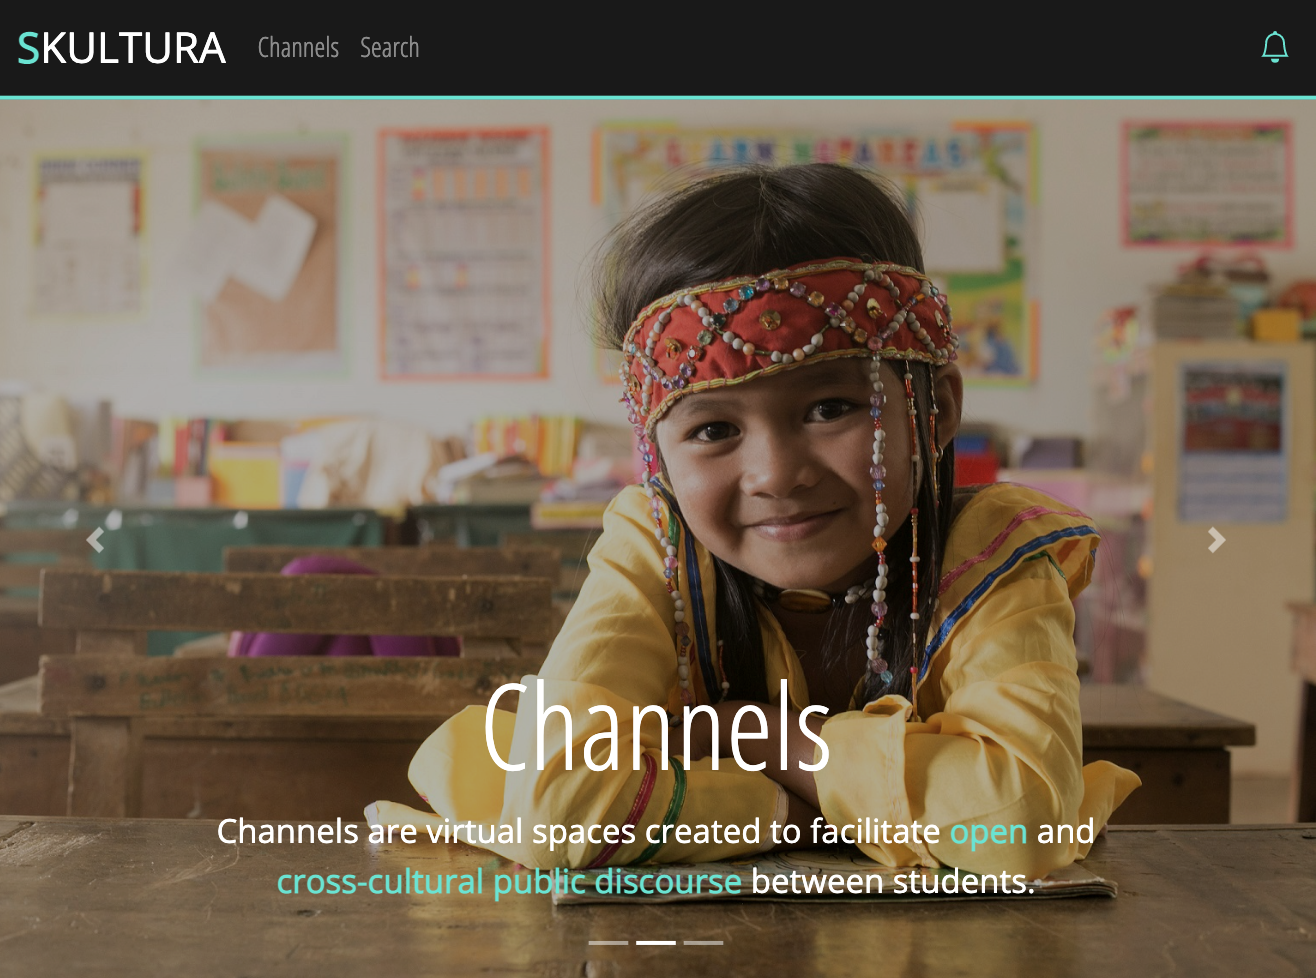 SKULTURA Channels Search
Channels
Channels are virtual spaces created to facilitate open and
cross-cultural public discourse between students.